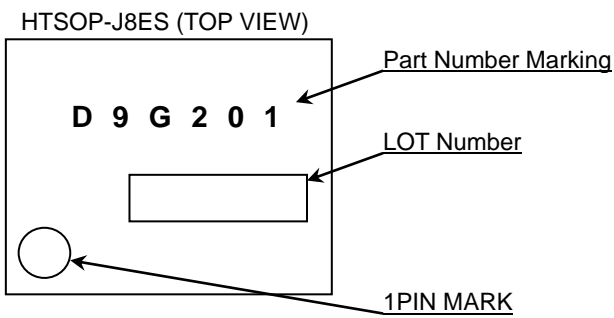 HTSOP-J8ES (TOP VIEW)
Part Number Marking
D 9 G 2 0 1
LOT Number
1PIN MARK